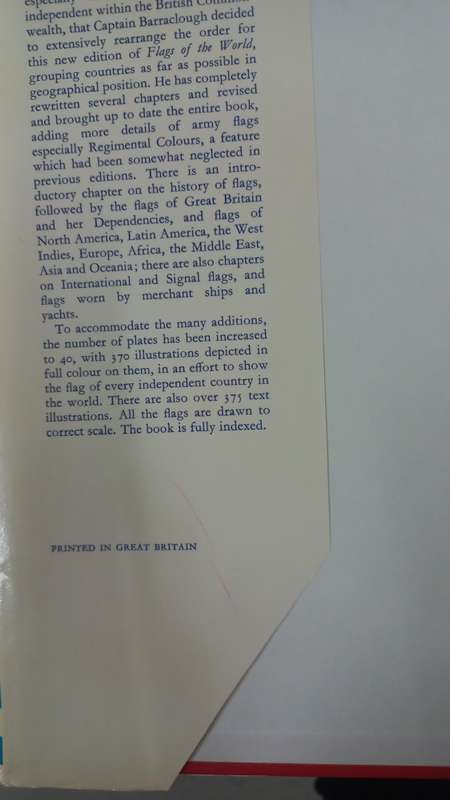 especially
independent within the British Common-
wealth, that Captain Barraclough decided
to extensively rearrange the order for
this new edition of Flags of the World,
grouping countries as far as possible in
geographical position. He has completely
rewritten several chapters and revised
and brought up to date the entire book,
adding more details of army flags
especially Regimental Colours, a feature
which had been somewhat neglected in
previous editions. There is an intro-
ductory chapter on the history of flags,
followed by the flags of Great Britain
and her Dependencies, and flags of
North America, Latin America, the West
Indies, Europe, Africa, the Middle East,
Asia and Oceania; there are also chapters
on International and Signal flags, and
flags worn by merchant ships and
yachts.
To accommodate the many additions,
the number of plates has been increased
to 40, with 370 illustrations depicted in
full colour on them, in an effort to show
the flag of every independent country in
the world. There are also over 375 text
illustrations. All the flags are drawn to
correct scale. The book is fully indexed.
PRINTED IN GREAT BRITAIN